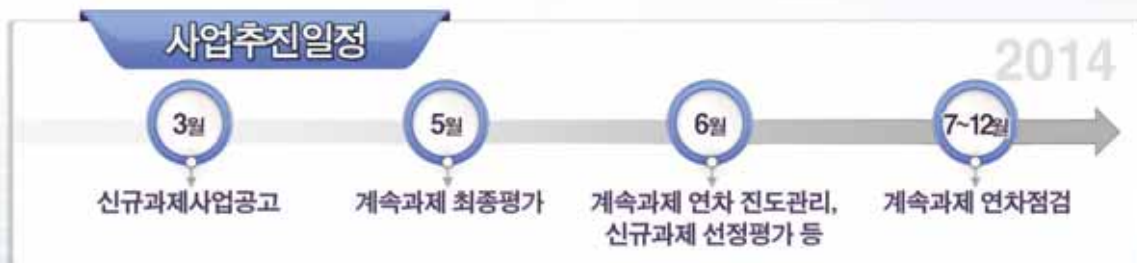 사업추진일정
2014
3월
5월
6월
7~12월
신규과제사업공고
계속과제 최종평가
계속과제 연차 진도관리,
신규과제 선정평가 등
계속과제 연차점검